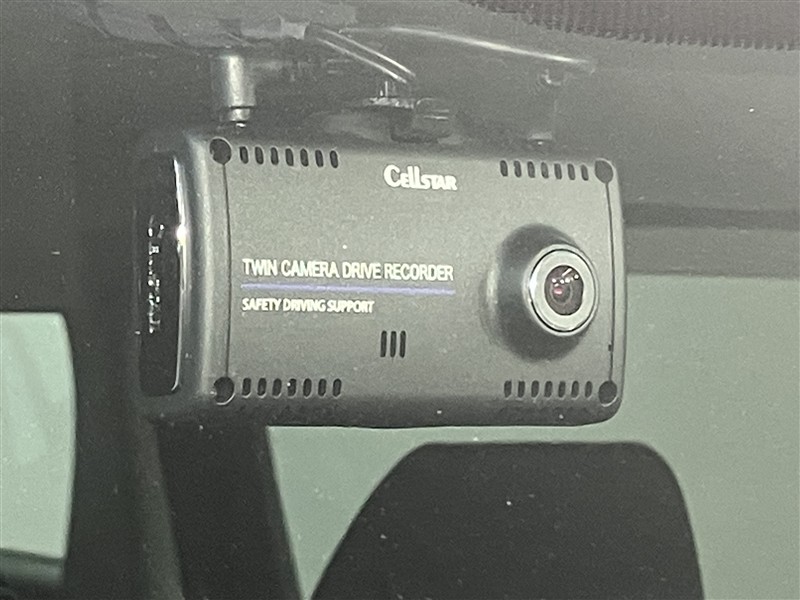 CELLSTAR
TWIN CAMERA DRIVE RECORDER
SAFETY DRIVING SUPPORT